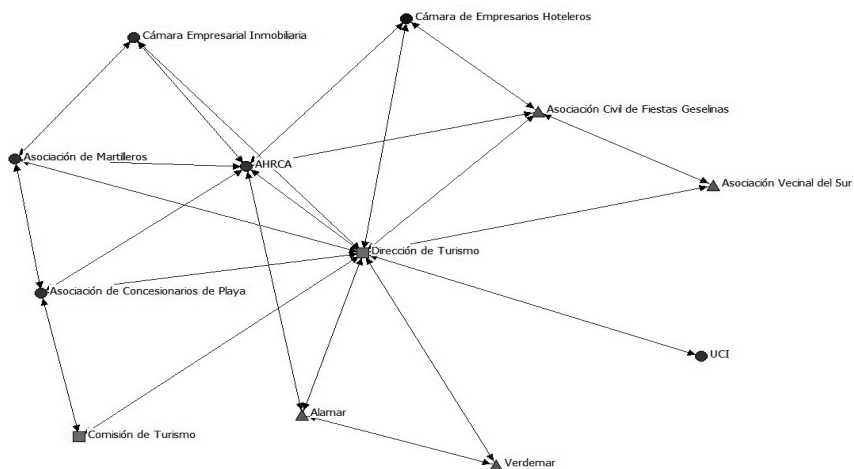 Cámara de Empresarios Hoteleros
Cámara Empresarial Inmobiliaria
Asociación Civil de Fiestas Geselinas
Asociación de Martilleros
AHRCA
Asociación Vecinal del Sur
Dirección de Turismo
Asociación de Concesionarios de Playa
UCI
Alamar
Comisión de Turismo
Verdemar